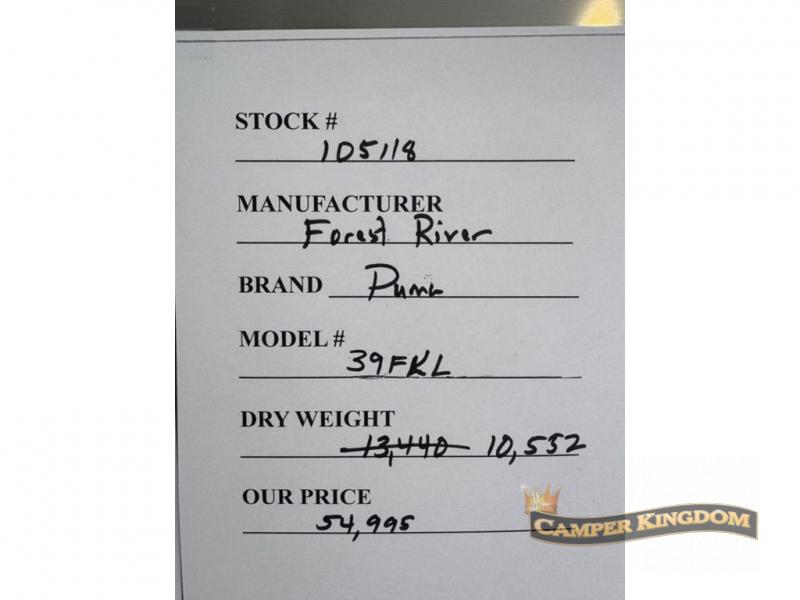 STOCK #
105118
MANUFACTURER
Forest River
BRAND Puma
MODEL #
39FKL
DRY WEIGHT
13,440 10,552
OUR PRICE
54,995
CAMPER KINGDOM